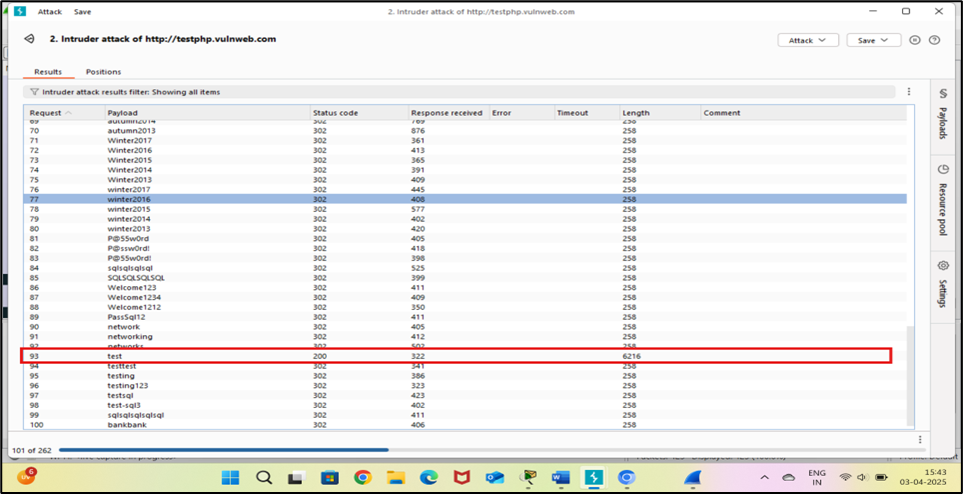 Attack Save 2. Intruder attack of http://testphp.vulnweb.com
2. Intruder attack of http://testphp.vulnweb.com Attack Save
Results Positions
Intruder attack results filter: Showing all items
Request Payload Status code Response received Error Timeout Length Comment
69 autumn2014 302 769 258
70 autumn2013 302 876 258
71 Winter2017 302 361 258
72 Winter2016 302 413 258
73 Winter2015 302 365 258
74 Winter2014 302 391 258
75 Winter2013 302 409 258
76 winter2017 302 445 258
77 winter2016 302 408 258
78 winter2015 302 577 258
79 winter2014 302 402 258
80 winter2013 302 420 258
81 P@55w0rd 302 405 258
82 P@ssw0rd! 302 418 258
83 P@55w0rd! 302 398 258
84 sqlsqlsqlsql 302 525 258
85 SQLSQLSQLSQL 302 399 258
86 Welcome123 302 411 258
87 Welcome1234 302 409 258
88 Welcome1212 302 350 258
89 PassSql12 302 411 258
90 network 302 405 258
91 networking 302 412 258
92 networks 302 502 258
93 test 200 322 6216
94 testtest 302 341 258
95 testing 302 386 258
96 testing123 302 323 258
97 testsql 302 423 258
98 test-sql3 302 402 258
99 sqlsqlsqlsqlsql 302 411 258
100 bankbank 302 406 258
101 of 262
Payloads
Resource pool
Settings
6
ENG
IN
15:43
03-04-2025